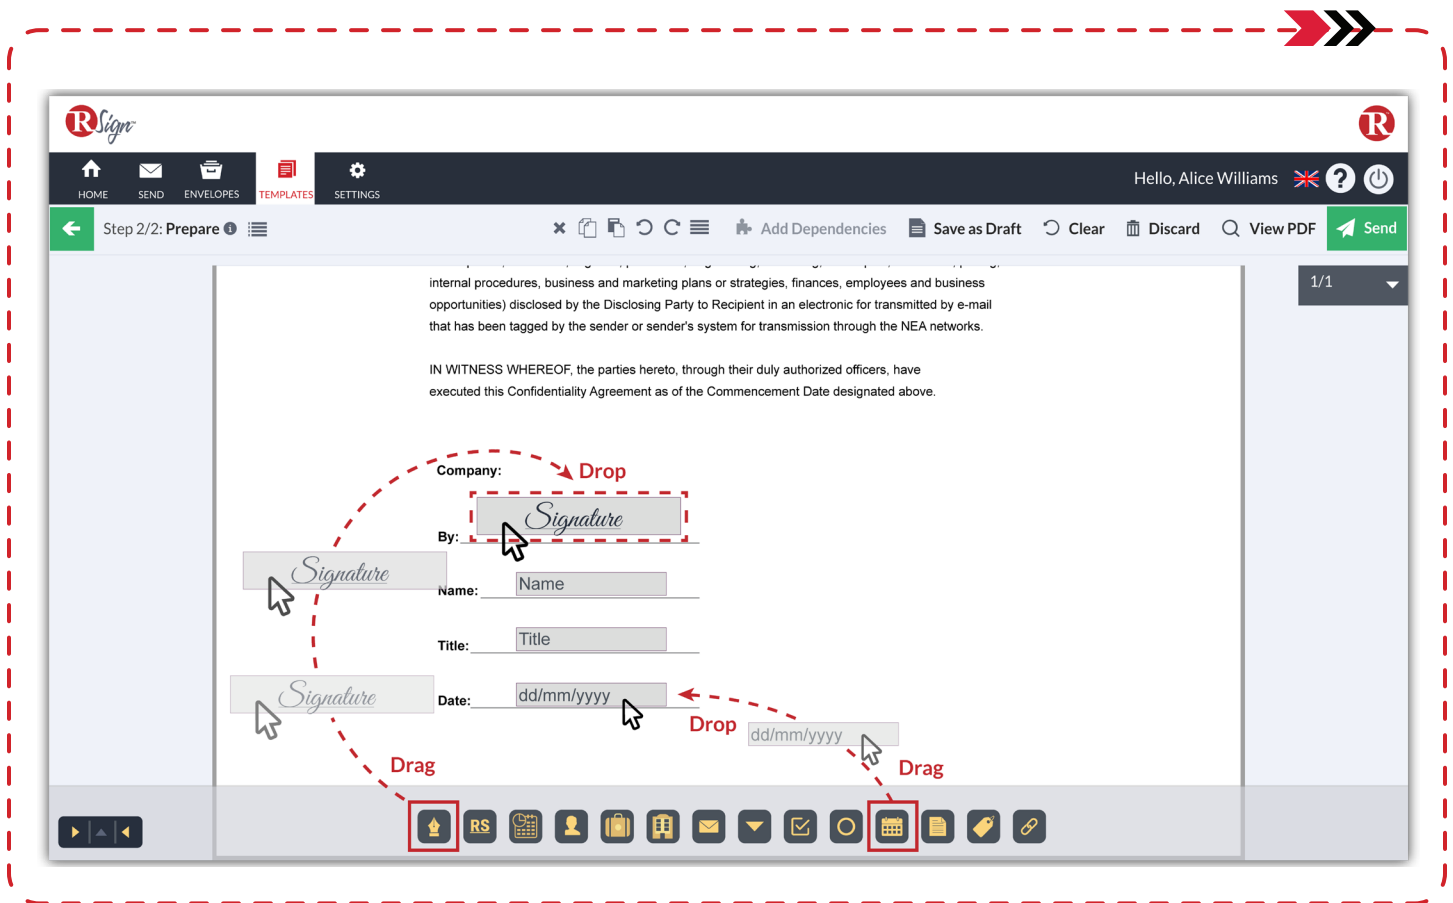 RSign™
R
HOME
SEND
ENVELOPES
TEMPLATES
SETTINGS
Hello, Alice Williams
?
Step 2/2: Prepare
Add Dependencies
Save as Draft
Clear
Discard
View PDF
Send
1/1
internal procedures, business and marketing plans or strategies, finances, employees and business
opportunities) disclosed by the Disclosing Party to Recipient in an electronic for transmitted by e-mail
that has been tagged by the sender or sender's system for transmission through the NEA networks.
IN WITNESS WHEREOF, the parties hereto, through their duly authorized officers, have
executed this Confidentiality Agreement as of the Commencement Date designated above.
Company:
Drop
Signature
By:
Signature
Name:
Name
Title:
Title
Signature
Date:
dd/mm/yyyy
Drop
dd/mm/yyyy
Drag
Drag
RS